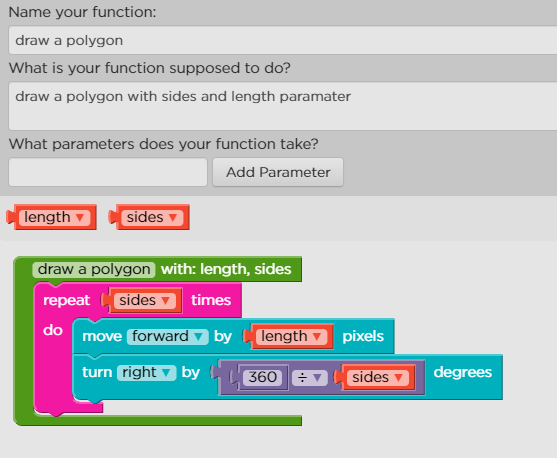 Name your function:
draw a polygon
What is your function supposed to do?
draw a polygon with sides and length paramater
What parameters does your function take?
Add Parameter
length ▼ sides ▼
draw a polygon with: length, sides
repeat sides ▼ times
do move forward ▼ by length ▼ pixels
turn right ▼ by 360 ÷ ▼ sides ▼ degrees